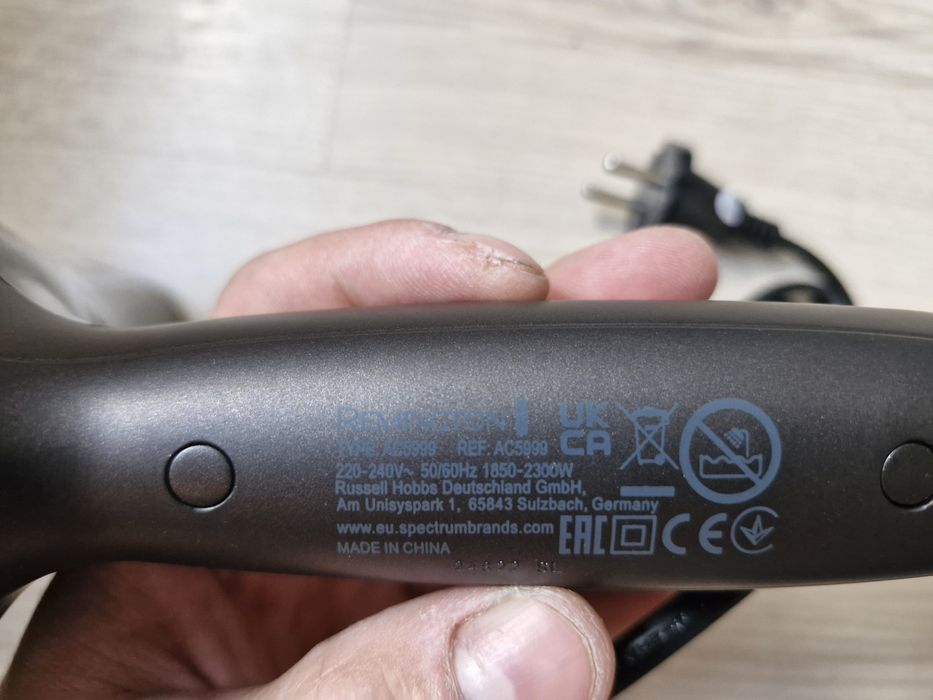 REMINGTON
TYPE: AC5999 REF: AC5999
220-240V~ 50/60Hz 1850-2300W
Russell Hobbs Deutschland GmbH,
Am Unisyspark 1, 65843 Sulzbach, Germany
www.eu.spectrumbrands.com
MADE IN CHINA
UK
CA
EAC
CE